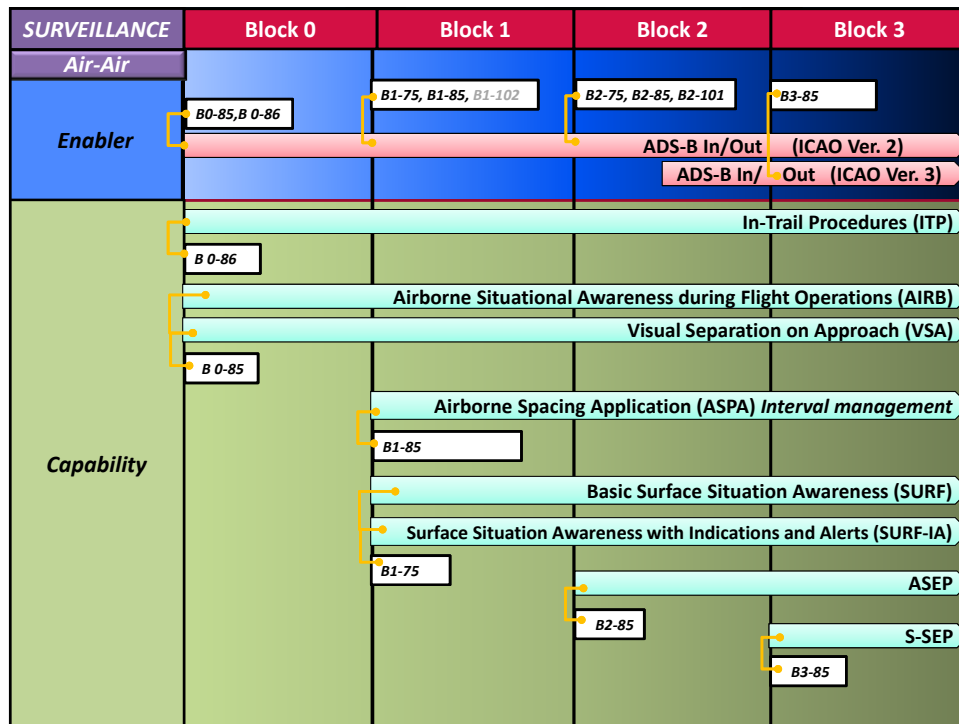 SURVEILLANCE Block 0 Block 1 Block 2 Block 3
Air-Air
Enabler
B0-85,B 0-86
B1-75, B1-85, B1-102
B2-75, B2-85, B2-101
B3-85
ADS-B In/Out (ICAO Ver. 2)
ADS-B In/ Out (ICAO Ver. 3)
Capability
In-Trail Procedures (ITP)
B 0-86
Airborne Situational Awareness during Flight Operations (AIRB)
Visual Separation on Approach (VSA)
B 0-85
Airborne Spacing Application (ASPA) Interval management
B1-85
Basic Surface Situation Awareness (SURF)
Surface Situation Awareness with Indications and Alerts (SURF-IA)
B1-75
ASEP
B2-85
S-SEP
B3-85